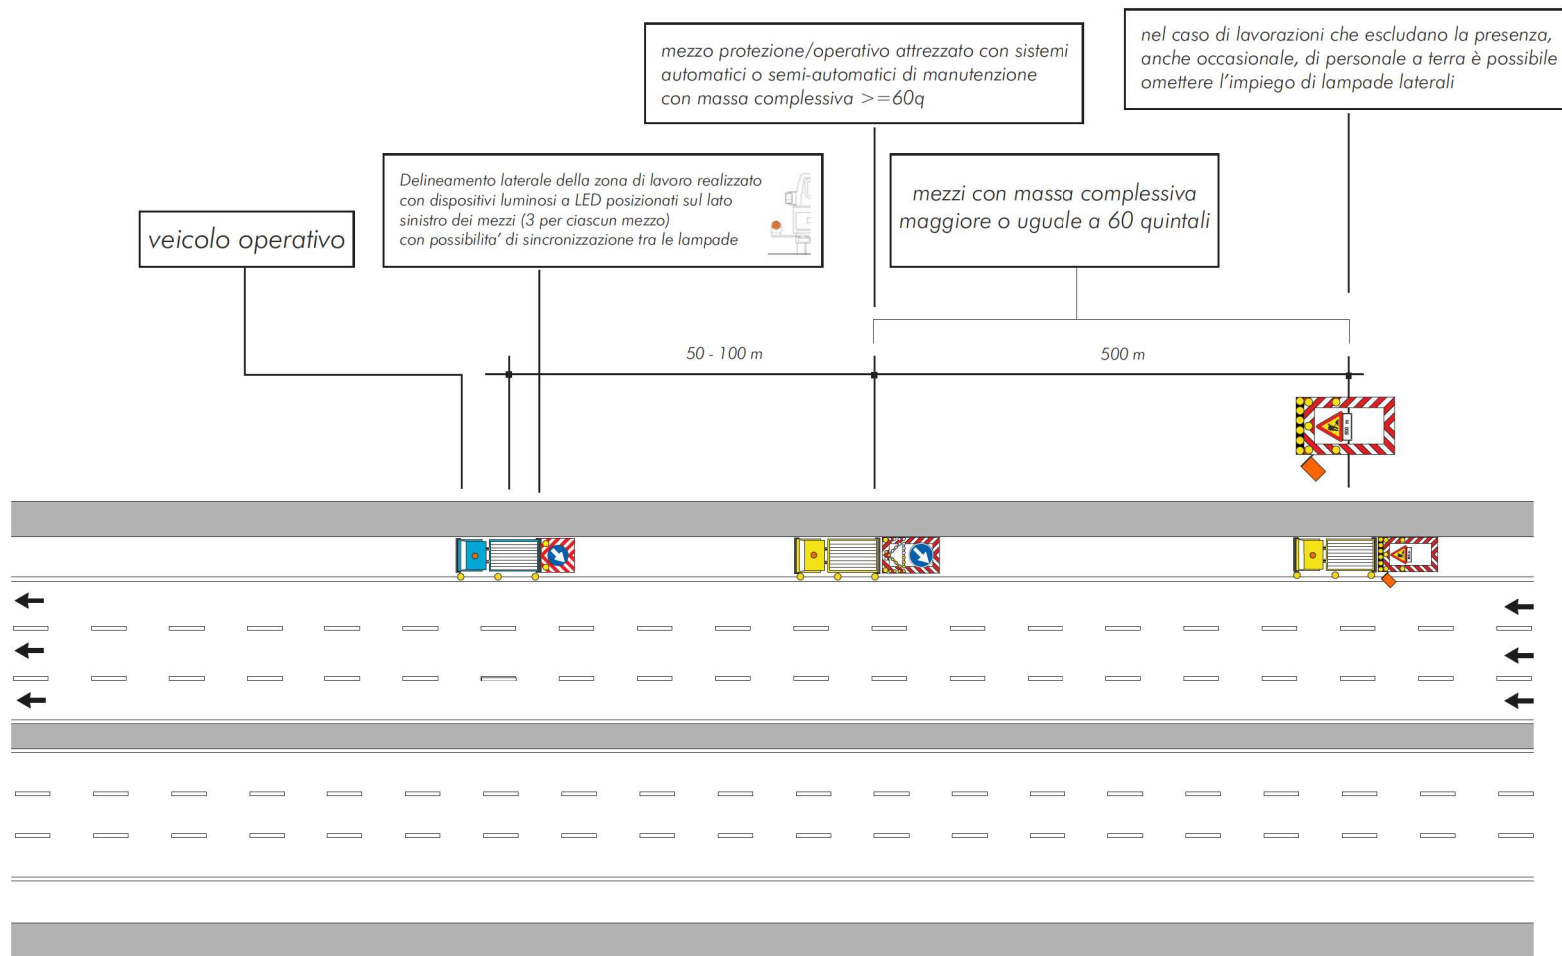 nel caso di lavorazioni che escludano la presenza,
anche occasionale, di personale a terra è possibile
omettere l'impiego di lampade laterali
mezzo protezione/operativo attrezzato con sistemi
automatici o semi-automatici di manutenzione
con massa complessiva >=60q
Delineamento laterale della zona di lavoro realizzato
con dispositivi luminosi a LED posizionati sul lato
sinistro dei mezzi (3 per ciascun mezzo)
con possibilita' di sincronizzazione tra le lampade
mezzi con massa complessiva
maggiore o uguale a 60 quintali
veicolo operativo
50 - 100 m
500 m
500 m